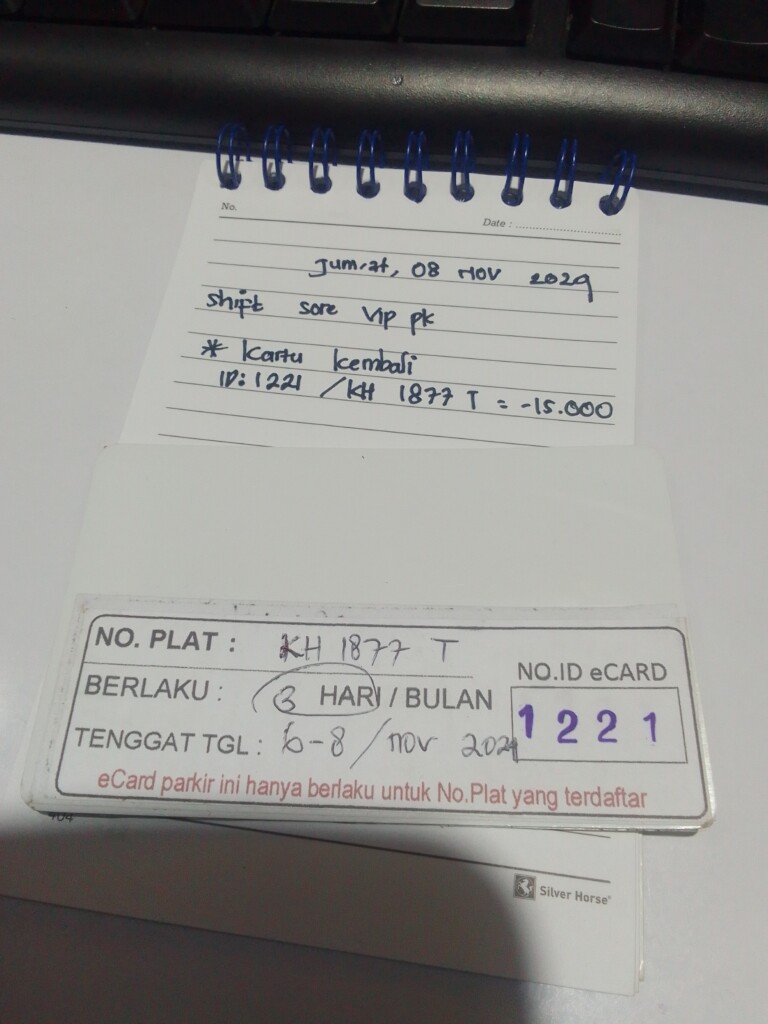 No.
Date :
Jum'at, 08 NOV 2024
Shift sore Vip pk
* Kartu kembali
ID: 1221 / KH 1877 T = -15.000
NO. PLAT : KH 1877 T
NO.ID eCARD
BERLAKU : 3 HARI / BULAN
1221
TENGGAT TGL : 6-8 / nov 2024
eCard parkir ini hanya berlaku untuk No.Plat yang terdaftar
Silver Horse